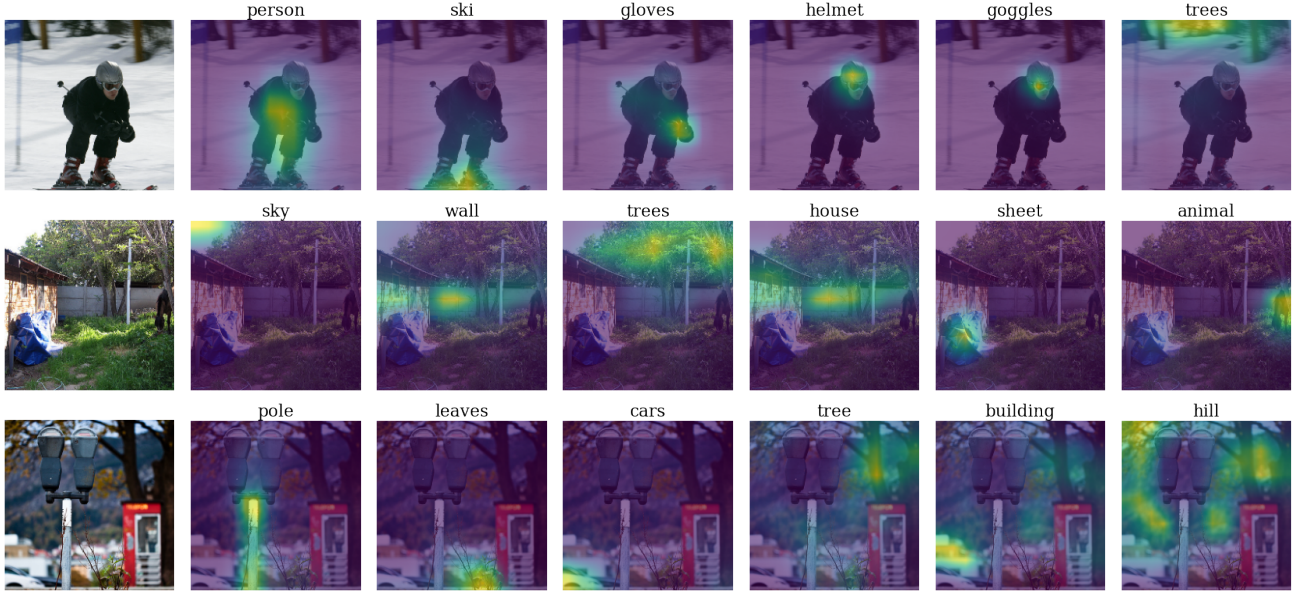 person ski gloves helmet goggles trees
sky wall trees house sheet animal
pole leaves cars tree building hill